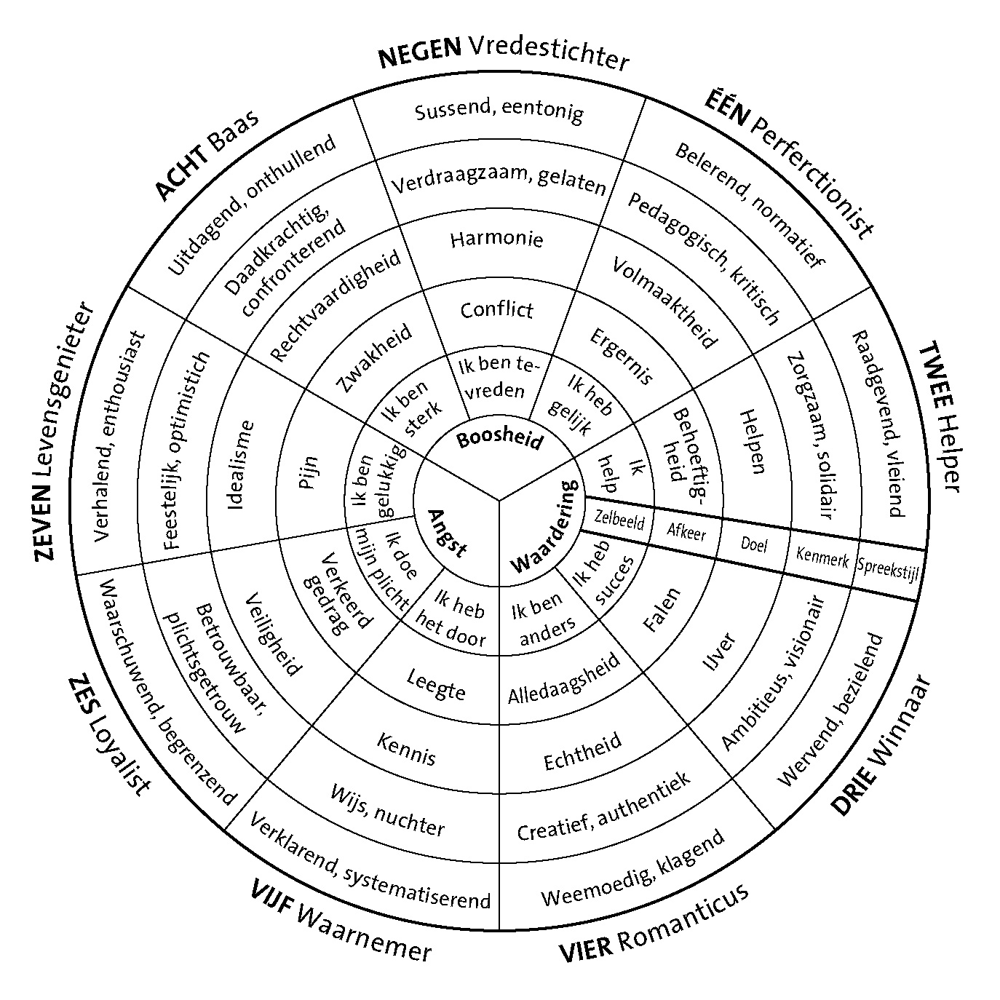 NEGEN Vredestichter
Sussend, eentonig
Verdraagzaam, gelaten
Harmonie
Conflict
Ik ben te-
vreden
ÉÉN Perferctionist
Belerend, normatief
Pedagogisch, kritisch
Volmaaktheid
Ergernis
Ik heb
gelijk
TWEE Helper
Raadgevend, vleiend
Zorgzaam, solidair
Helpen
Behoeftig-
heid
Ik
help
Zelbeeld
Afkeer
Doel
Kenmerk
Spreekstijl
DRIE Winnaar
Wervend, bezielend
Ambitieus, visionair
IJver
Falen
Ik heb
succes
VIER Romanticus
Weemoedig, klagend
Creatief, authentiek
Echtheid
Alledaagsheid
Ik ben
anders
VIJF Waarnemer
Verklarend, systematiserend
Wijs, nuchter
Kennis
Leegte
Ik heb
het door
ZES Loyalist
Waarschuwend, begrenzend
Betrouwbaar,
plichtsgetrouw
Veiligheid
Verkeerd
gedrag
Ik doe
mijn plicht
ZEVEN Levensgenieter
Verhalend, enthousiast
Feestelijk, optimistich
Idealisme
Pijn
Ik ben
gelukkig
ACHT Baas
Uitdagend, onthullend
Daadkrachtig,
confronterend
Rechtvaardigheid
Zwakheid
Ik ben
sterk
Boosheid
Waardering
Angst